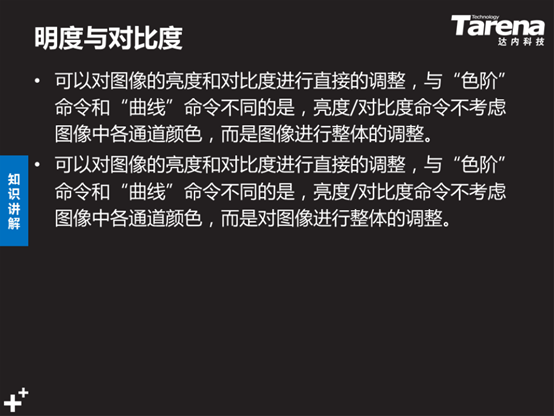 明度与对比度
Technology
Tarena
达内科技
• 可以对图像的亮度和对比度进行直接的调整，与“色阶”
命令和“曲线”命令不同的是，亮度/对比度命令不考虑
图像中各通道颜色，而是图像进行整体的调整。
• 可以对图像的亮度和对比度进行直接的调整，与“色阶”
命令和“曲线”命令不同的是，亮度/对比度命令不考虑
图像中各通道颜色，而是对图像进行整体的调整。
知识讲解